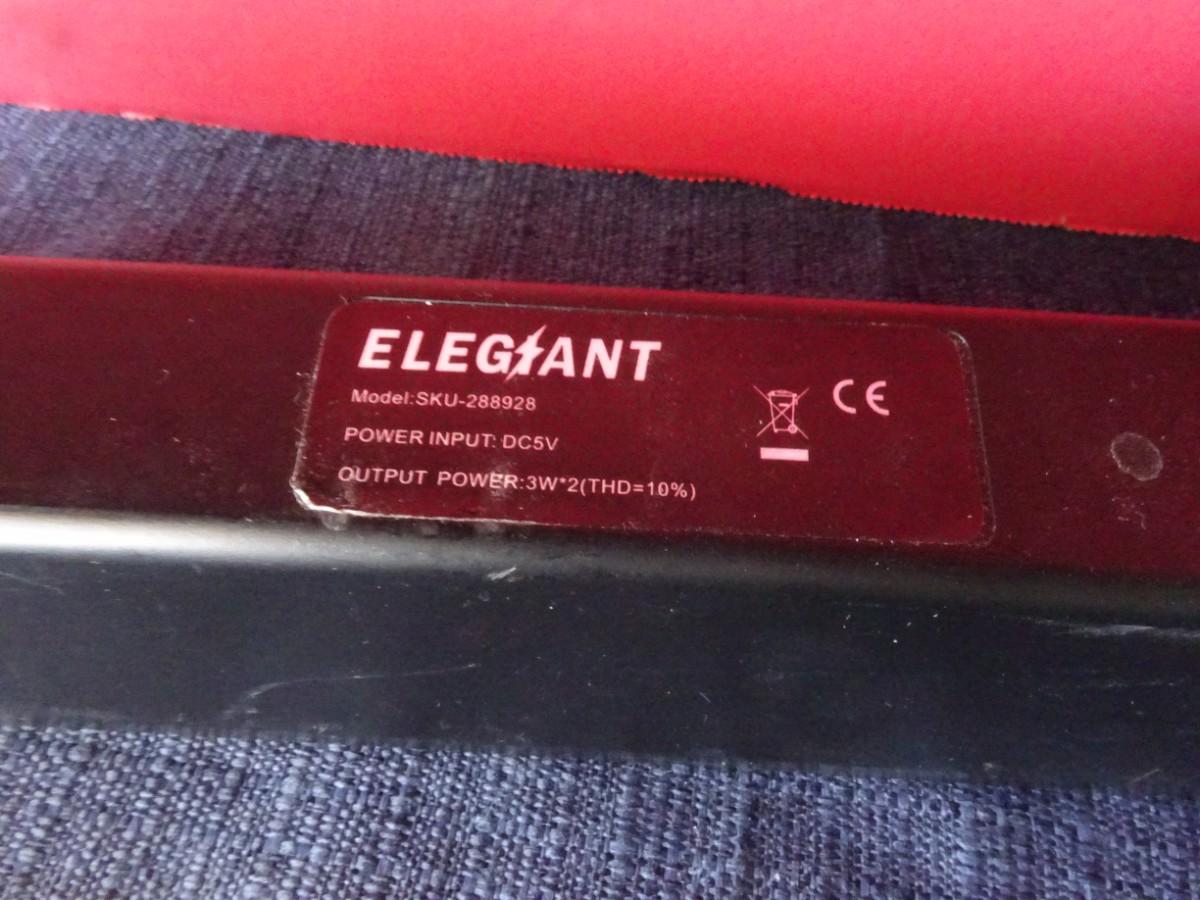 ELEGIANT
Model:SKU-288928
POWER INPUT: DC5V
OUTPUT POWER:3W*2(THD=10%)
CE